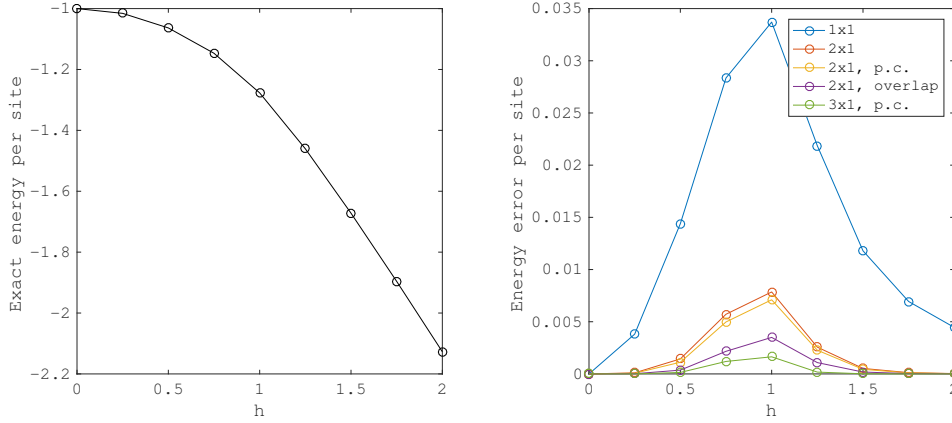 Exact energy per site
-1
-1.2
-1.4
-1.6
-1.8
-2
-2.2
0
0.5
1
1.5
2
h
Energy error per site
0.035
0.03
0.025
0.02
0.015
0.01
0.005
0
0
0.5
1
1.5
2
h
1x1
2x1
2x1, p.c.
2x1, overlap
3x1, p.c.